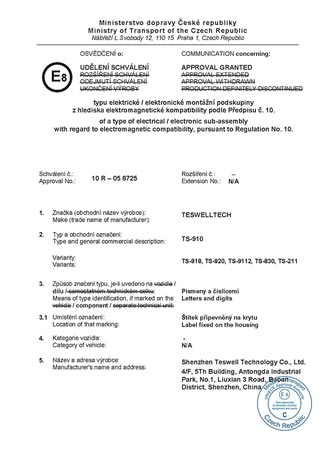 Ministerstvo dopravy České republiky
Ministry of Transport of the Czech Republic
Nábřeží L.Svobody 12, 110 15 Praha 1, Czech Republic
OSVĚDČENÍ o: COMMUNICATION concerning:
E8
UDĚLENÍ SCHVÁLENÍ APPROVAL GRANTED
ROZŠÍŘENÍ SCHVÁLENÍ APPROVAL EXTENDED
ODEJMUTÍ SCHVÁLENÍ APPROVAL WITHDRAWN
UKONČENÍ VÝROBY PRODUCTION DEFINITELY DISCONTINUED
typu elektrické / elektronické montážní podskupiny
z hlediska elektromagnetické kompatibility podle Předpisu č. 10.
of a type of electrical / electronic sub-assembly
with regard to electromagnetic compatibility, pursuant to Regulation No. 10.
Schválení č.: Rozšíření č.: –
Approval No.: 10 R – 05 8725 Extension No.: N/A
1. Značka (obchodní název výrobce): TESWELLTECH
Make (trade name of manufacturer):
2. Typ a obchodní označení: TS-910
Type and general commercial description:
Varianty: TS-918, TS-920, TS-9112, TS-830, TS-211
Variants:
3. Způsob značení typu, je-li uvedeno na vozidle / Písmeny a číslicemi
dílu / samostatném technickém celku: Letters and digits
Means of type identification, if marked on the
vehicle / component / separate technical unit:
3.1 Umístění označení: Štítek připevněný na krytu
Location of that marking: Label fixed on the housing
4. Kategorie vozidla: -
Category of vehicle: N/A
5. Název a adresa výrobce: Shenzhen Teswell Technology Co., Ltd.
Manufacturer's name and address: 4/F, 5Th Building, Antongda Industrial
Park, No.1, Liuxian 3 Road, Baoan
District, Shenzhen, China
E8
C
Czech Republic